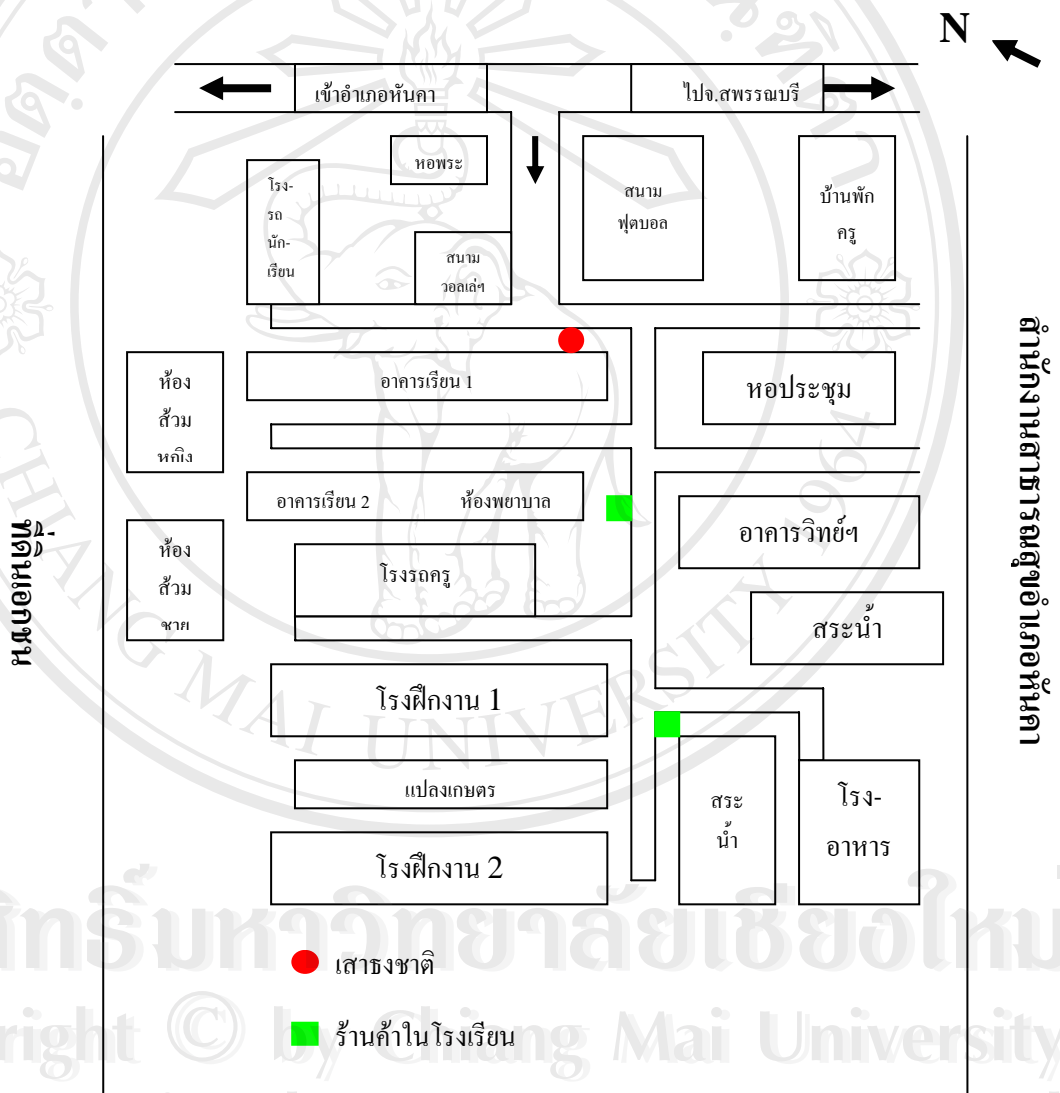 N
เข้าอำเภอหันคา
ไปจ.สพรรณบรี
หอพระ
โรง-
รถ
นัก-
เรียน
สนาม
วอลเล่ฯ
สนาม
ฟุตบอล
บ้านพัก
ครู
ห้อง
ส้วม
หญิง
อาคารเรียน 1
หอประชุม
อาคารเรียน 2 ห้องพยาบาล
อาคารวิทย์ฯ
ห้อง
ส้วม
ชาย
โรงรถครู
สระน้ำ
โรงฝึกงาน 1
แปลงเกษตร
โรงฝึกงาน 2
สระ
น้ำ
โรง-
อาหาร
ที่ดินเอกชน
สำนักงานสาธารณสุขอำเภอหันคา
เสาธงชาติ
ร้านค้าในโรงเรียน
CHIANG MAI UNIVERSITY 1964
สิทธิ์มหาวิทยาลัยเชียงใหม่
right © by Chiang Mai University